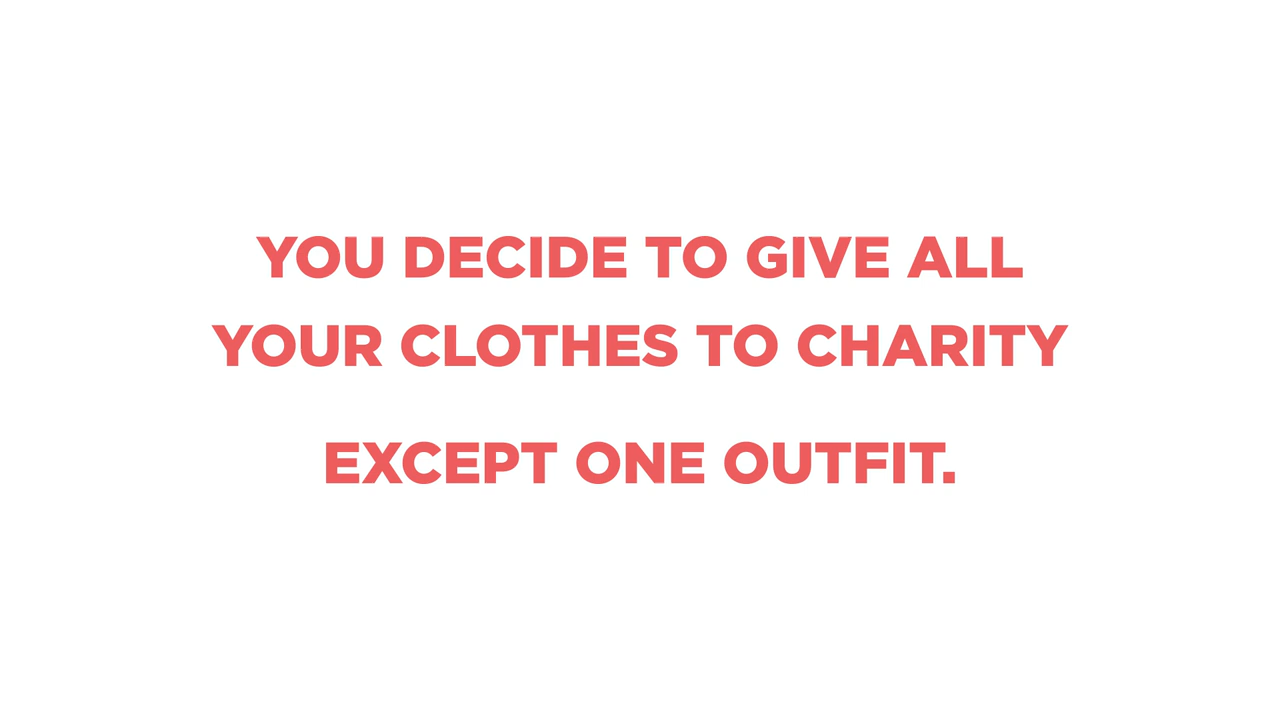 YOU DECIDE TO GIVE ALL
YOUR CLOTHES TO CHARITY
EXCEPT ONE OUTFIT.